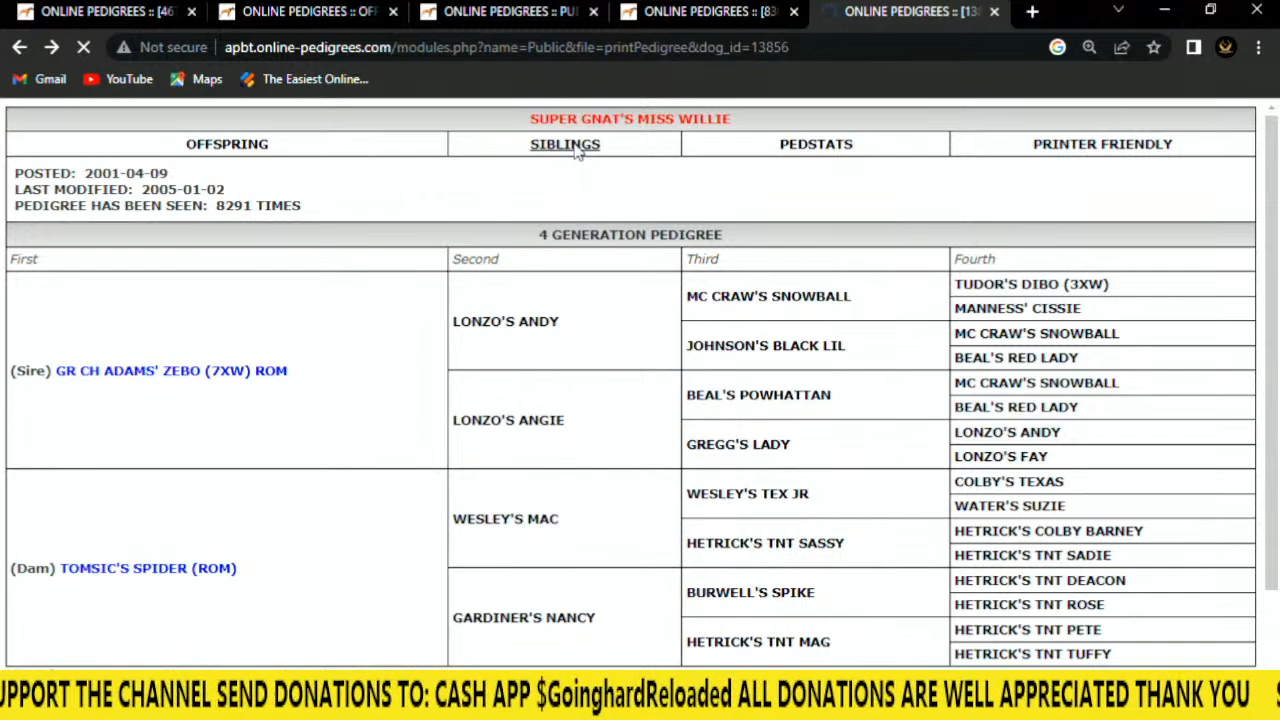 ONLINE PEDIGREES :: [46
ONLINE PEDIGREES :: OF
ONLINE PEDIGREES :: PU
ONLINE PEDIGREES :: [83
ONLINE PEDIGREES :: [13
Not secure
apbt.online-pedigrees.com/modules.php?name=Public&file=printPedigree&dog_id=13856
Gmail
YouTube
Maps
The Easiest Online...
SUPER GNAT'S MISS WILLIE
OFFSPRING
SIBLINGS
PEDSTATS
PRINTER FRIENDLY
POSTED: 2001-04-09
LAST MODIFIED: 2005-01-02
PEDIGREE HAS BEEN SEEN: 8291 TIMES
4 GENERATION PEDIGREE
First
Second
Third
Fourth
(Sire) GR CH ADAMS' ZEBO (7XW) ROM
LONZO'S ANDY
MC CRAW'S SNOWBALL
TUDOR'S DIBO (3XW)
MANNESS' CISSIE
JOHNSON'S BLACK LIL
MC CRAW'S SNOWBALL
BEAL'S RED LADY
LONZO'S ANGIE
BEAL'S POWHATTAN
MC CRAW'S SNOWBALL
BEAL'S RED LADY
GREGG'S LADY
LONZO'S ANDY
LONZO'S FAY
(Dam) TOMSIC'S SPIDER (ROM)
WESLEY'S MAC
WESLEY'S TEX JR
COLBY'S TEXAS
WATER'S SUZIE
HETRICK'S TNT SASSY
HETRICK'S COLBY BARNEY
HETRICK'S TNT SADIE
GARDINER'S NANCY
BURWELL'S SPIKE
HETRICK'S TNT DEACON
HETRICK'S TNT ROSE
HETRICK'S TNT MAG
HETRICK'S TNT PETE
HETRICK'S TNT TUFFY
UPPORT THE CHANNEL SEND DONATIONS TO: CASH APP $GoinghardReloaded ALL DONATIONS ARE WELL APPRECIATED THANK YOU